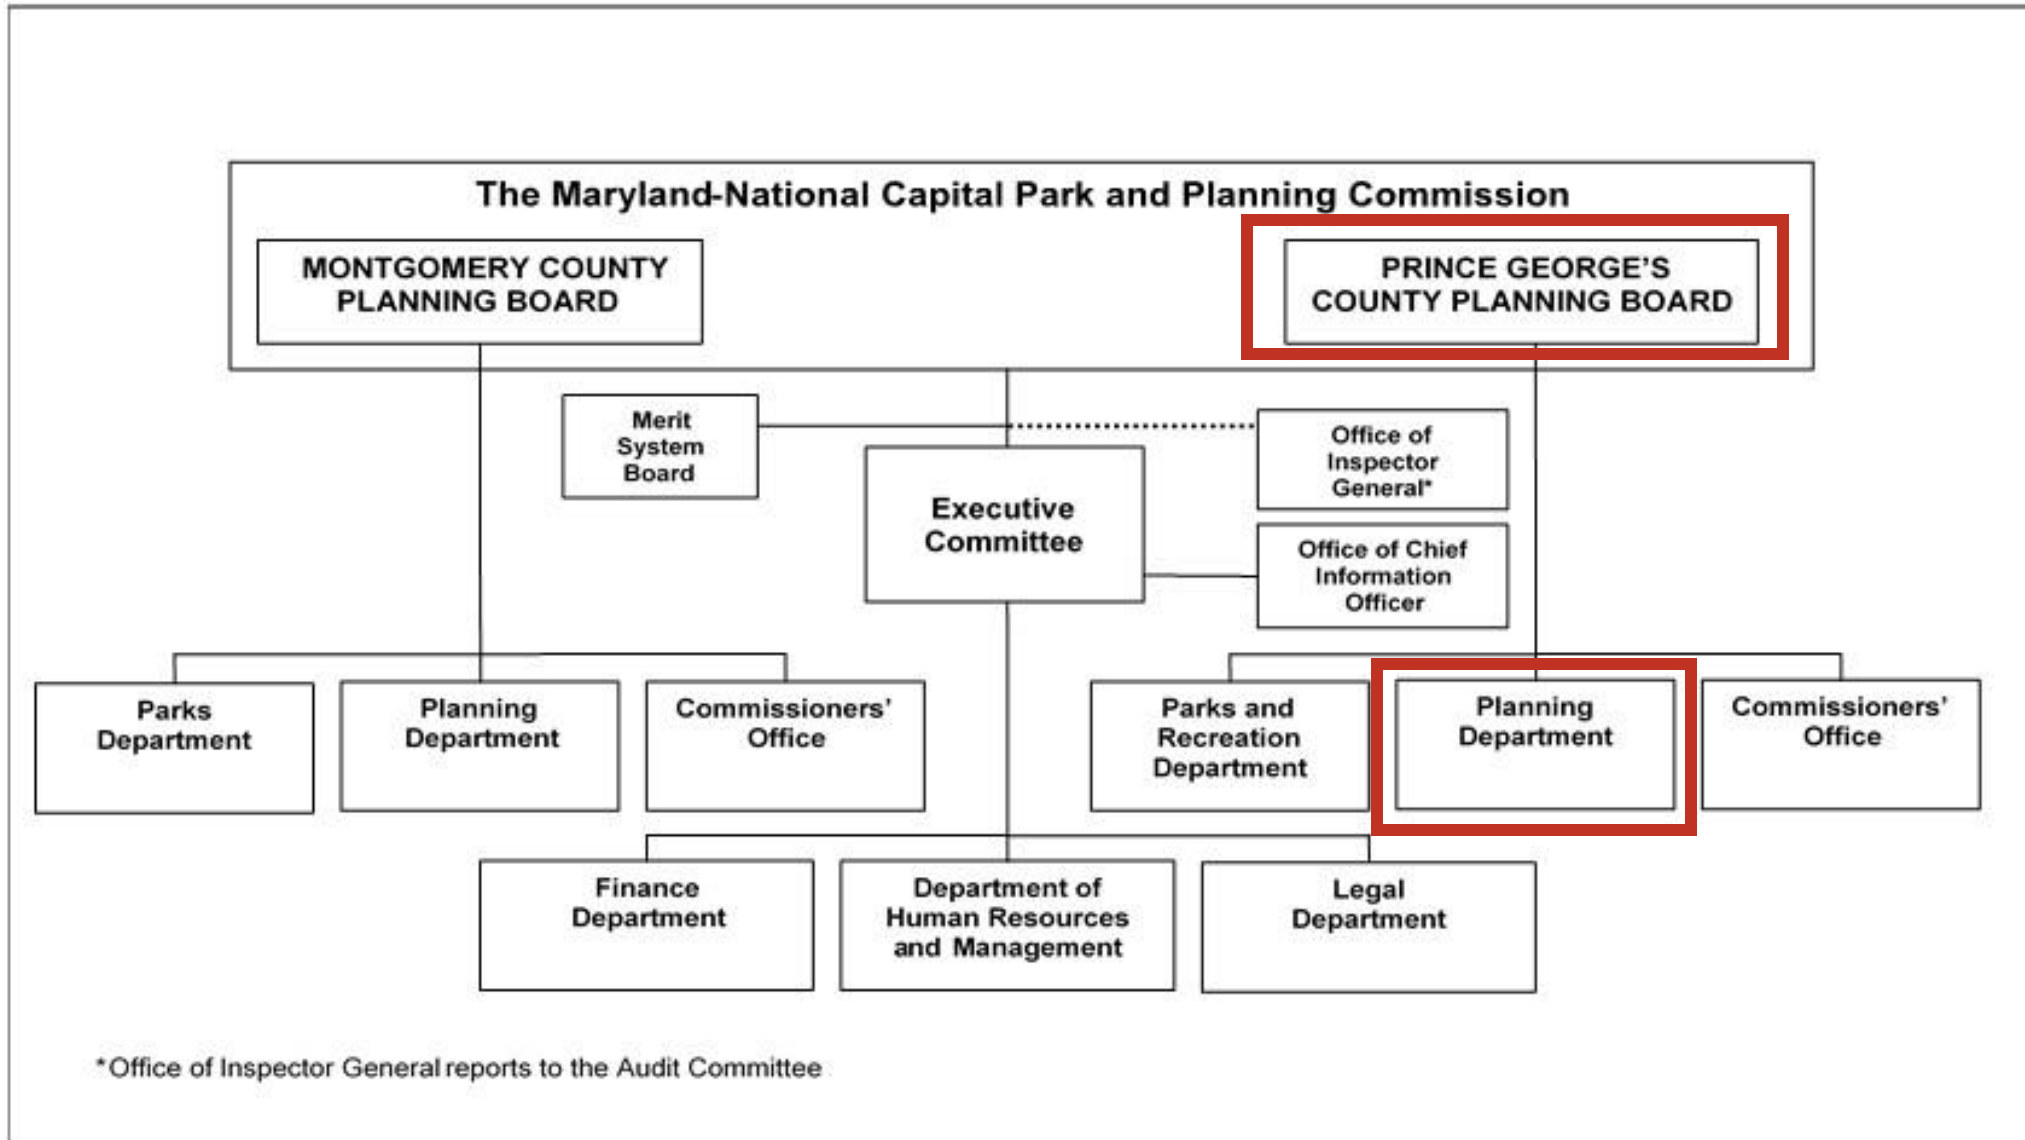 The Maryland-National Capital Park and Planning Commission
MONTGOMERY COUNTY
PLANNING BOARD
PRINCE GEORGE’S
COUNTY PLANNING BOARD
Merit
System
Board
Office of
Inspector
General*
Executive
Committee
Office of Chief
Information
Officer
Parks
Department
Planning
Department
Commissioners’
Office
Parks and
Recreation
Department
Planning
Department
Commissioners’
Office
Finance
Department
Department of
Human Resources
and Management
Legal
Department
*Office of Inspector General reports to the Audit Committee